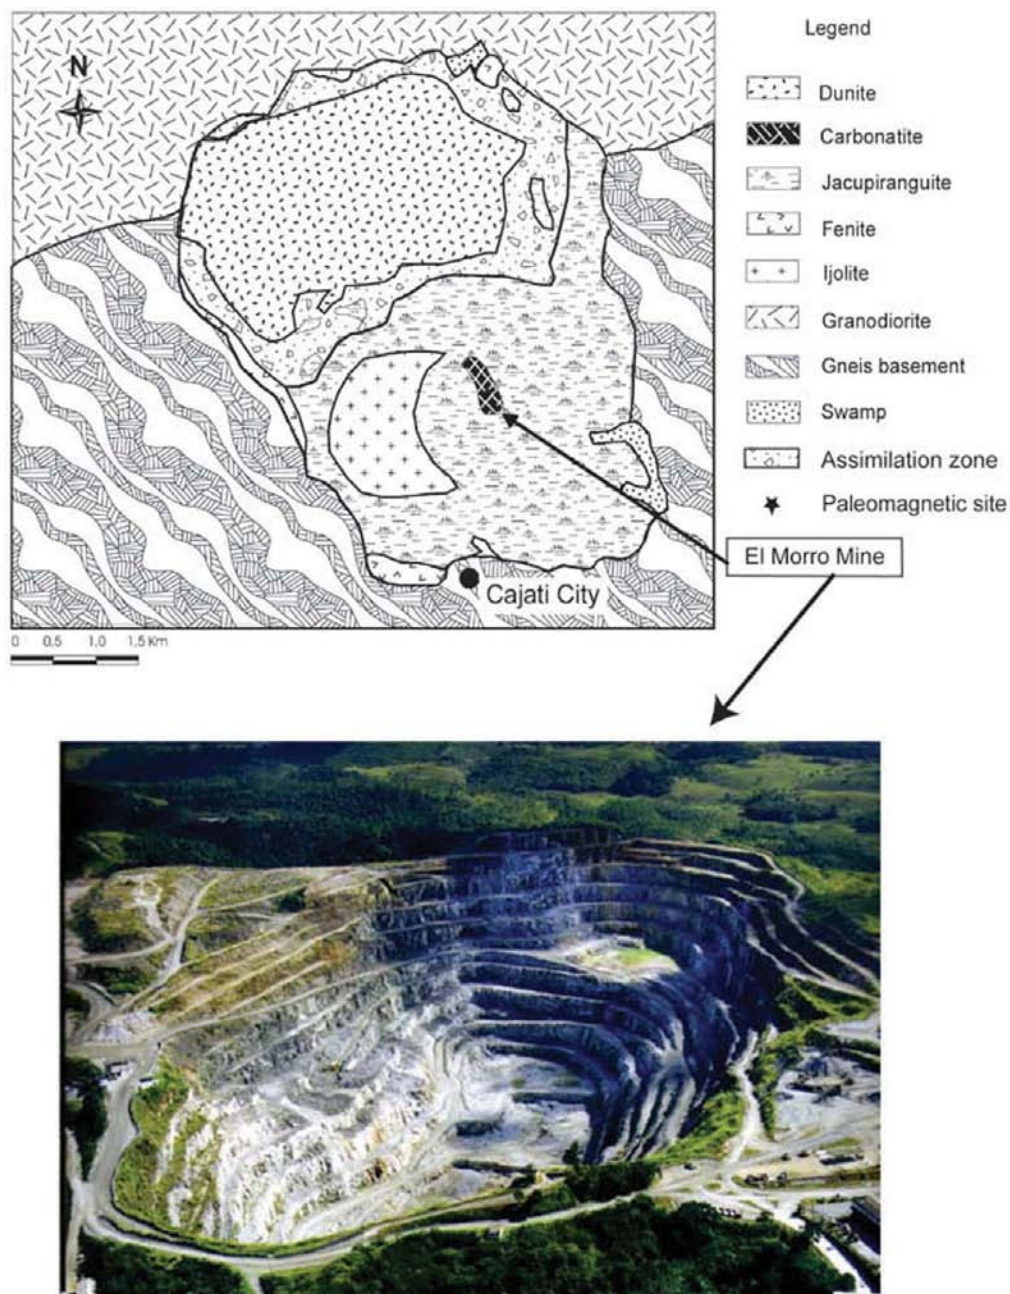 N
Legend
Dunite
Carbonatite
Jacupiranguite
Fenite
Ijolite
Granodiorite
Gneis basement
Swamp
Assimilation zone
Paleomagnetic site
El Morro Mine
Cajati City
0 0,5 1,0 1,5 Km